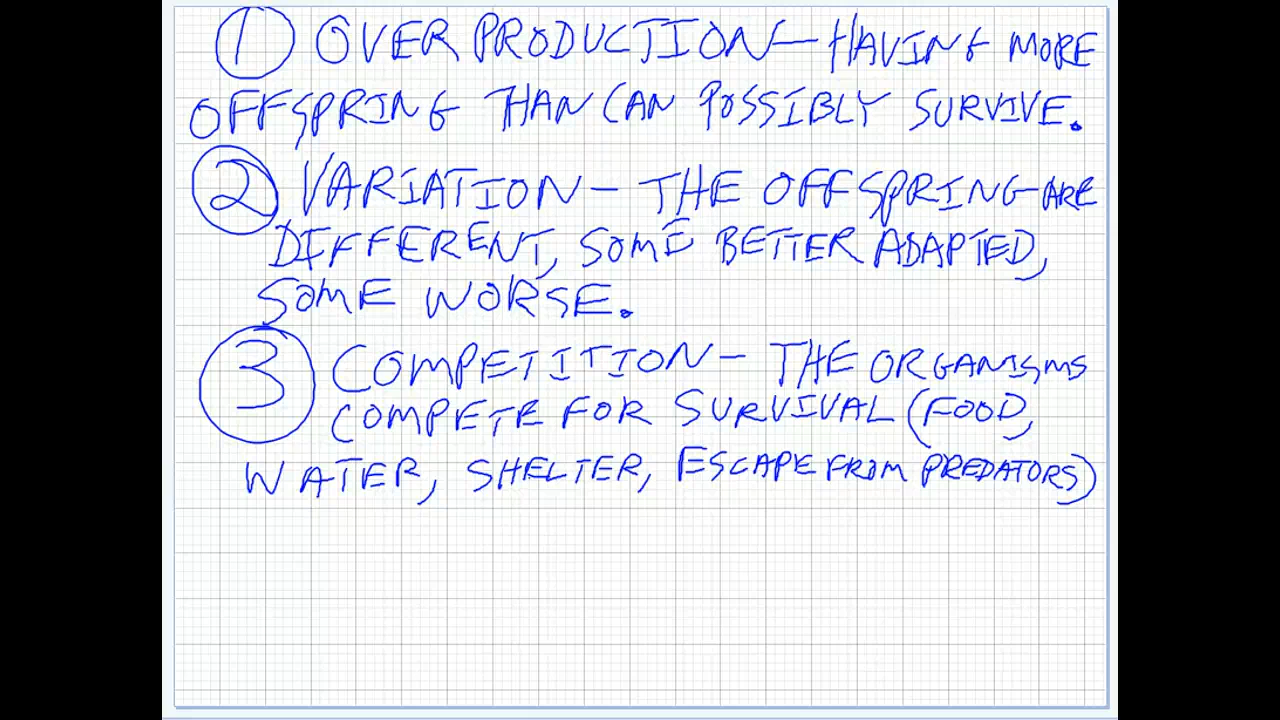 1 OVER PRODUCTION - HAVING MORE
OFFSPRING THAN CAN POSSIBLY SURVIVE.
2 VARIATION - THE OFFSPRING ARE
DIFFERENT, SOME BETTER ADAPTED,
SOME WORSE.
3 COMPETITION - THE ORGANISMS
COMPETE FOR SURVIVAL (FOOD,
WATER, SHELTER, ESCAPE FROM PREDATORS)